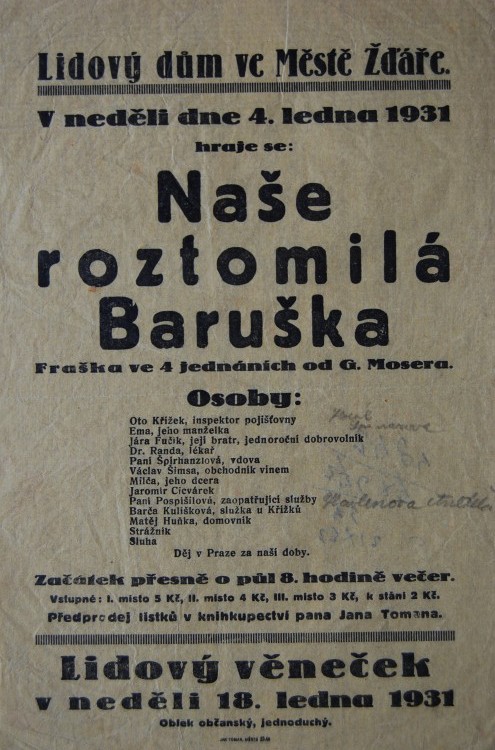 Lidový dům ve Městě Žďáře.
V neděli dne 4. ledna 1931
hraje se:
Naše
roztomilá
Baruška
Fraška ve 4 jednáních od G. Mosera.
Osoby:
Oto Křížek, inspektor pojišťovny
Ema, jeho manželka
Jára Fučík, její bratr, jednoroční dobrovolník
Dr. Randa, lékař
Paní Špirhanzlová, vdova
Václav Šimsa, obchodník vínem
Milča, jeho dcera
Jaromír Cicvárek
Paní Pospíšilová, zaopatřující služby
Barča Kulíšková, služka u Křížků
Matěj Huňka, domovník
Strážník
Sluha
Děj v Praze za naší doby.
Začátek přesně o půl 8. hodině večer.
Vstupné: I. místo 5 Kč, II. místo 4 Kč, III. místo 3 Kč, k stání 2 Kč.
Předprodej lístků v knihkupectví pana Jana Tomana.
Lidový věneček
v neděli 18. ledna 1931
Oblek občanský, jednoduchý.